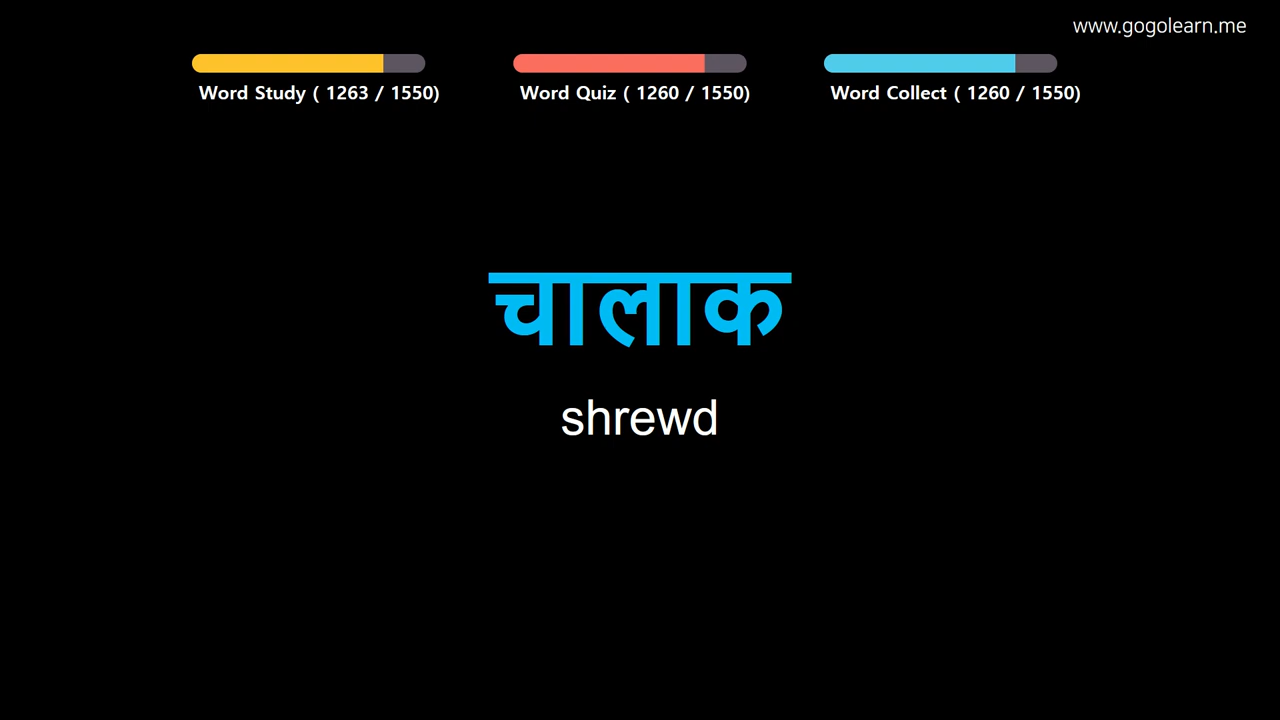 www.gogolearn.me
Word Study ( 1263 / 1550)
Word Quiz ( 1260 / 1550)
Word Collect ( 1260 / 1550)
चालाक
shrewd